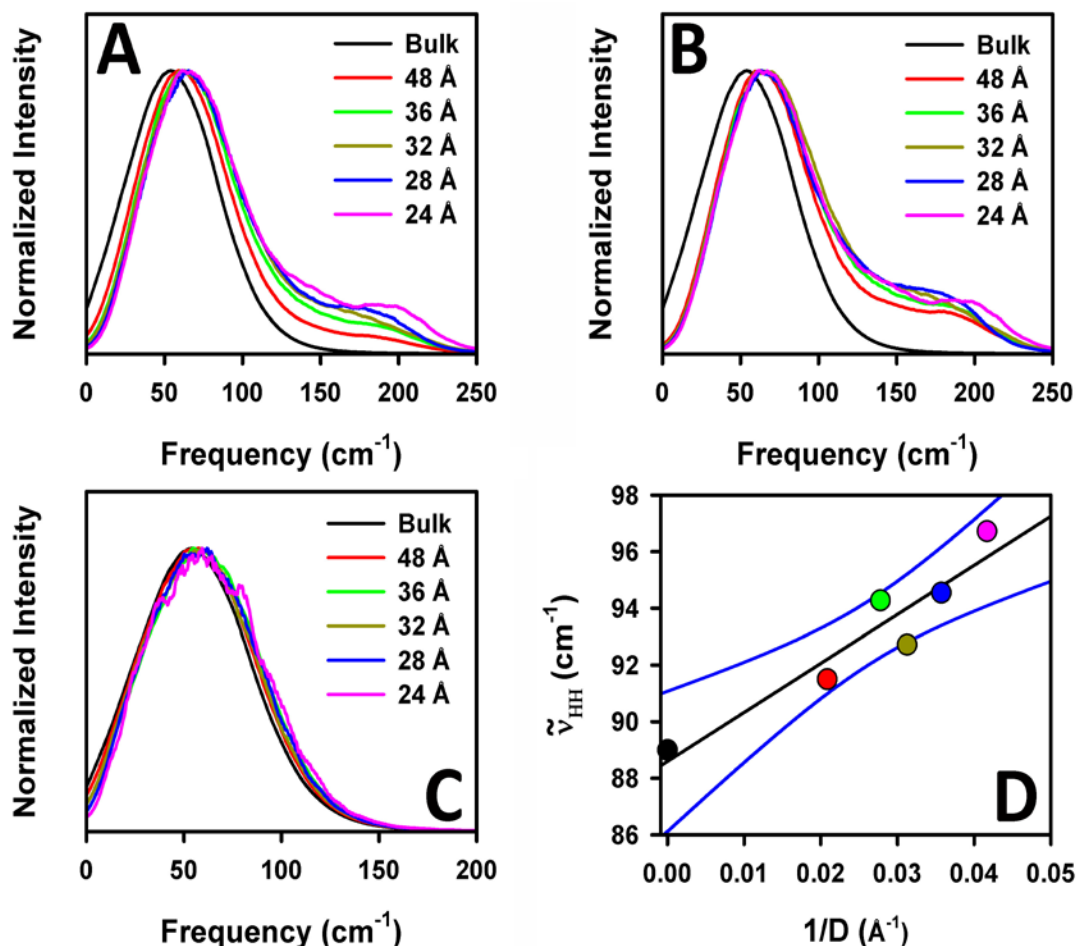 A
Normalized Intensity
Bulk
48 Å
36 Å
32 Å
28 Å
24 Å
0 50 100 150 200 250
Frequency (cm⁻¹)
B
Normalized Intensity
Bulk
48 Å
36 Å
32 Å
28 Å
24 Å
0 50 100 150 200 250
Frequency (cm⁻¹)
C
Normalized Intensity
Bulk
48 Å
36 Å
32 Å
28 Å
24 Å
0 50 100 150 200
Frequency (cm⁻¹)
D
ṽHH (cm⁻¹)
98
96
94
92
90
88
86
0.00 0.01 0.02 0.03 0.04 0.05
1/D (Å⁻¹)